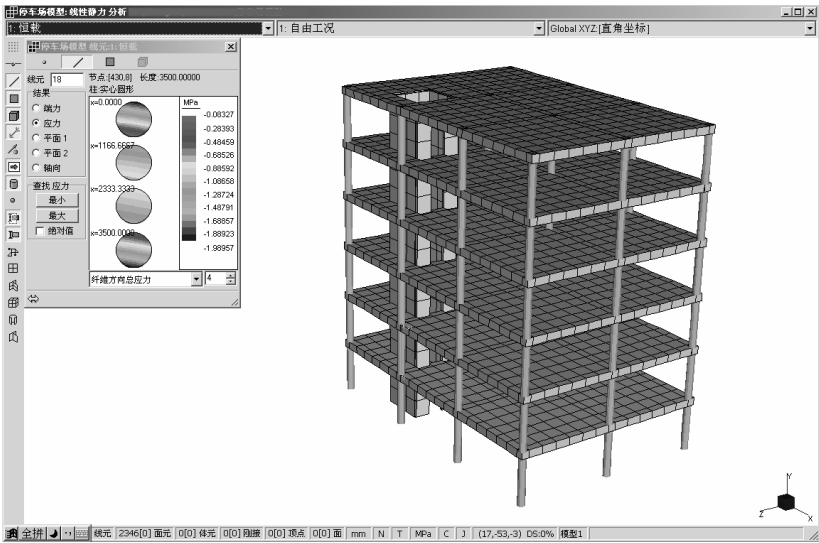 停车场模型: 线性静力 分析
1: 恒载
1: 自由工况
Global XYZ:[直角坐标]
停车场模型 线元:1: 恒载
线元 18
节点:[430,8] 长度:3500.00000
柱:实心圆形
结果
端力
应力
平面 1
平面 2
轴向
查找 应力
最小
最大
绝对值
x=0.0000
x=1166.6667
x=2333.3333
x=3500.0000
MPa
-0.08327
-0.28393
-0.48459
-0.68526
-0.88592
-1.08658
-1.28724
-1.48791
-1.68857
-1.88923
-1.98957
纤维方向总应力
4
Y
Z
X
全拼
线元 2346[0] 面元 0[0] 体元 0[0] 刚接 0[0] 顶点 0[0] 面 mm N T MPa C J (17,-53,-3) DS:0% 模型1